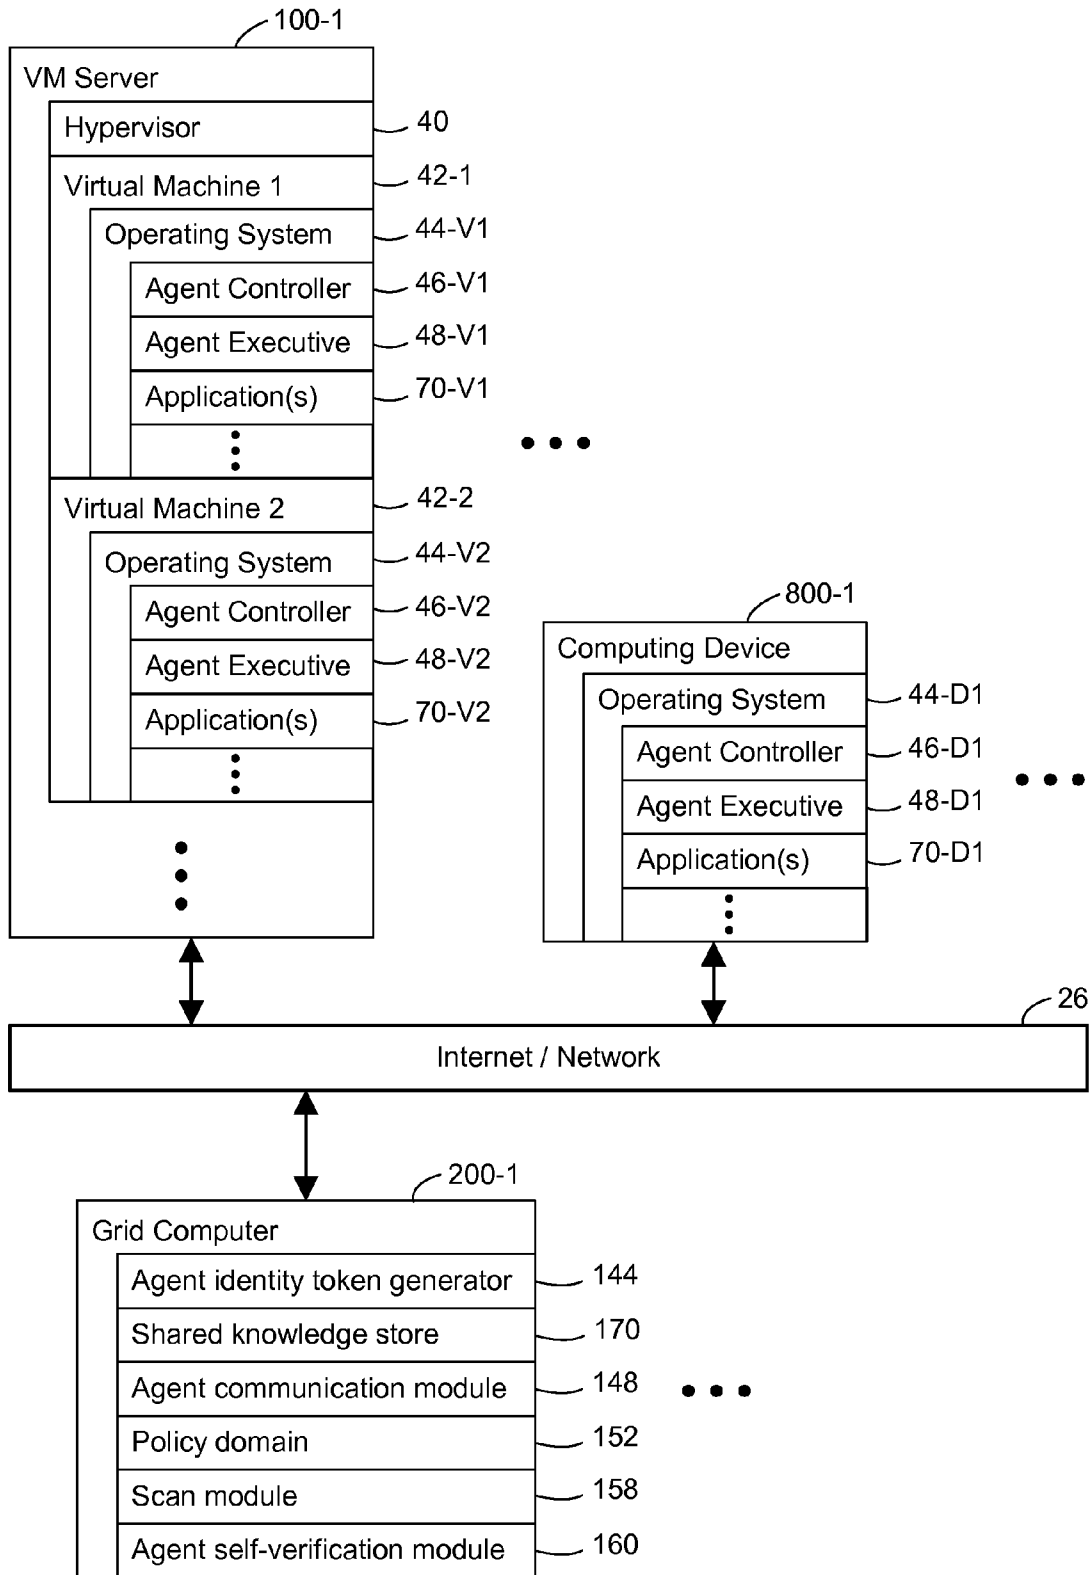 100-1
VM Server
Hypervisor 40
Virtual Machine 1 42-1
Operating System 44-V1
Agent Controller 46-V1
Agent Executive 48-V1
Application(s) 70-V1
Virtual Machine 2 42-2
Operating System 44-V2
Agent Controller 46-V2
Agent Executive 48-V2
Application(s) 70-V2
800-1
Computing Device
Operating System 44-D1
Agent Controller 46-D1
Agent Executive 48-D1
Application(s) 70-D1
26
Internet / Network
200-1
Grid Computer
Agent identity token generator 144
Shared knowledge store 170
Agent communication module 148
Policy domain 152
Scan module 158
Agent self-verification module 160